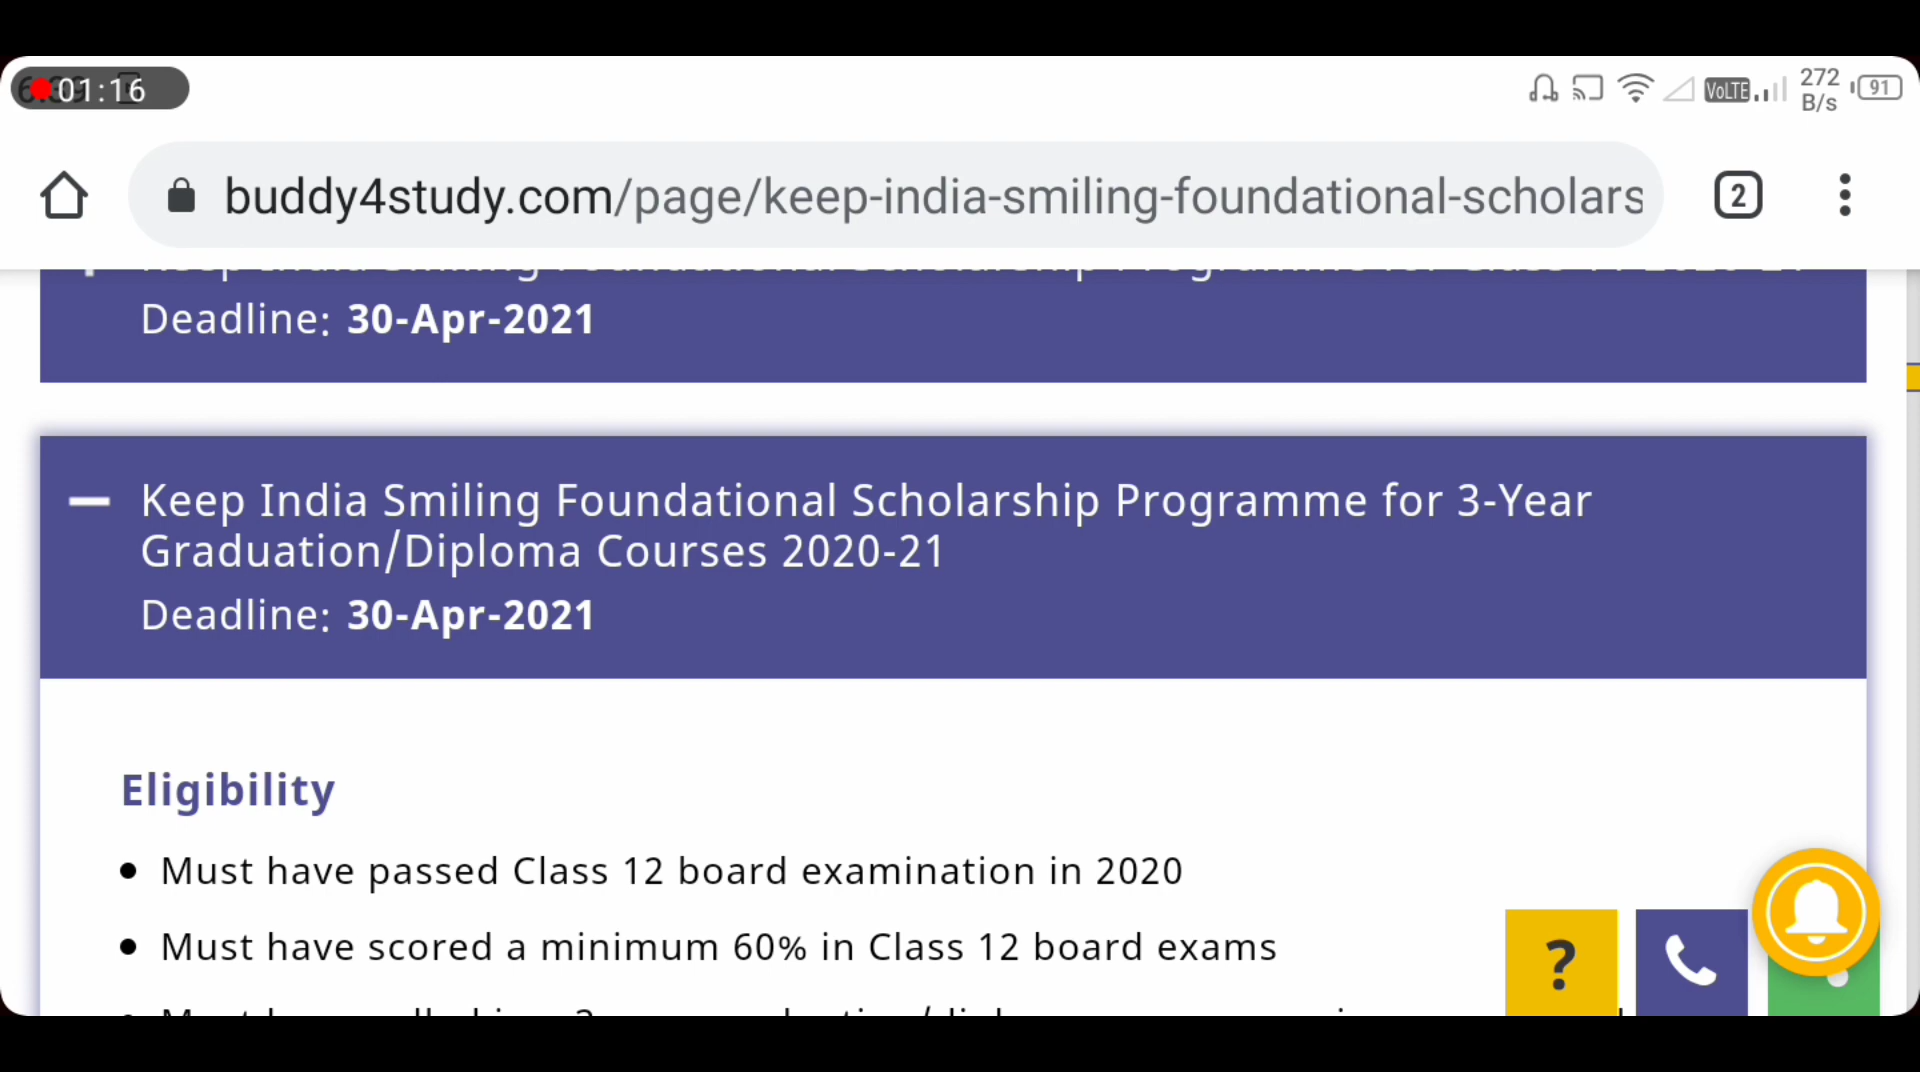 01:16
VoLTE
272
B/s
91
buddy4study.com/page/keep-india-smiling-foundational-scholars
2
Deadline: 30-Apr-2021
Keep India Smiling Foundational Scholarship Programme for 3-Year
Graduation/Diploma Courses 2020-21
Deadline: 30-Apr-2021
Eligibility
• Must have passed Class 12 board examination in 2020
• Must have scored a minimum 60% in Class 12 board exams
?